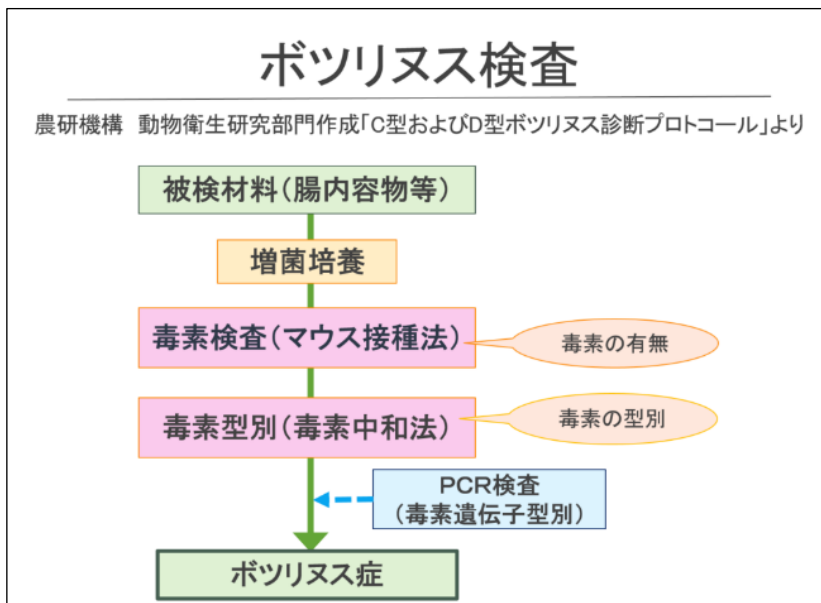 ボツリヌス検査
農研機構 動物衛生研究部門作成「C型およびD型ボツリヌス診断プロトコール」より
被検材料(腸内容物等)
増菌培養
毒素検査(マウス接種法)
毒素の有無
毒素型別(毒素中和法)
毒素の型別
PCR検査
(毒素遺伝子型別)
ボツリヌス症